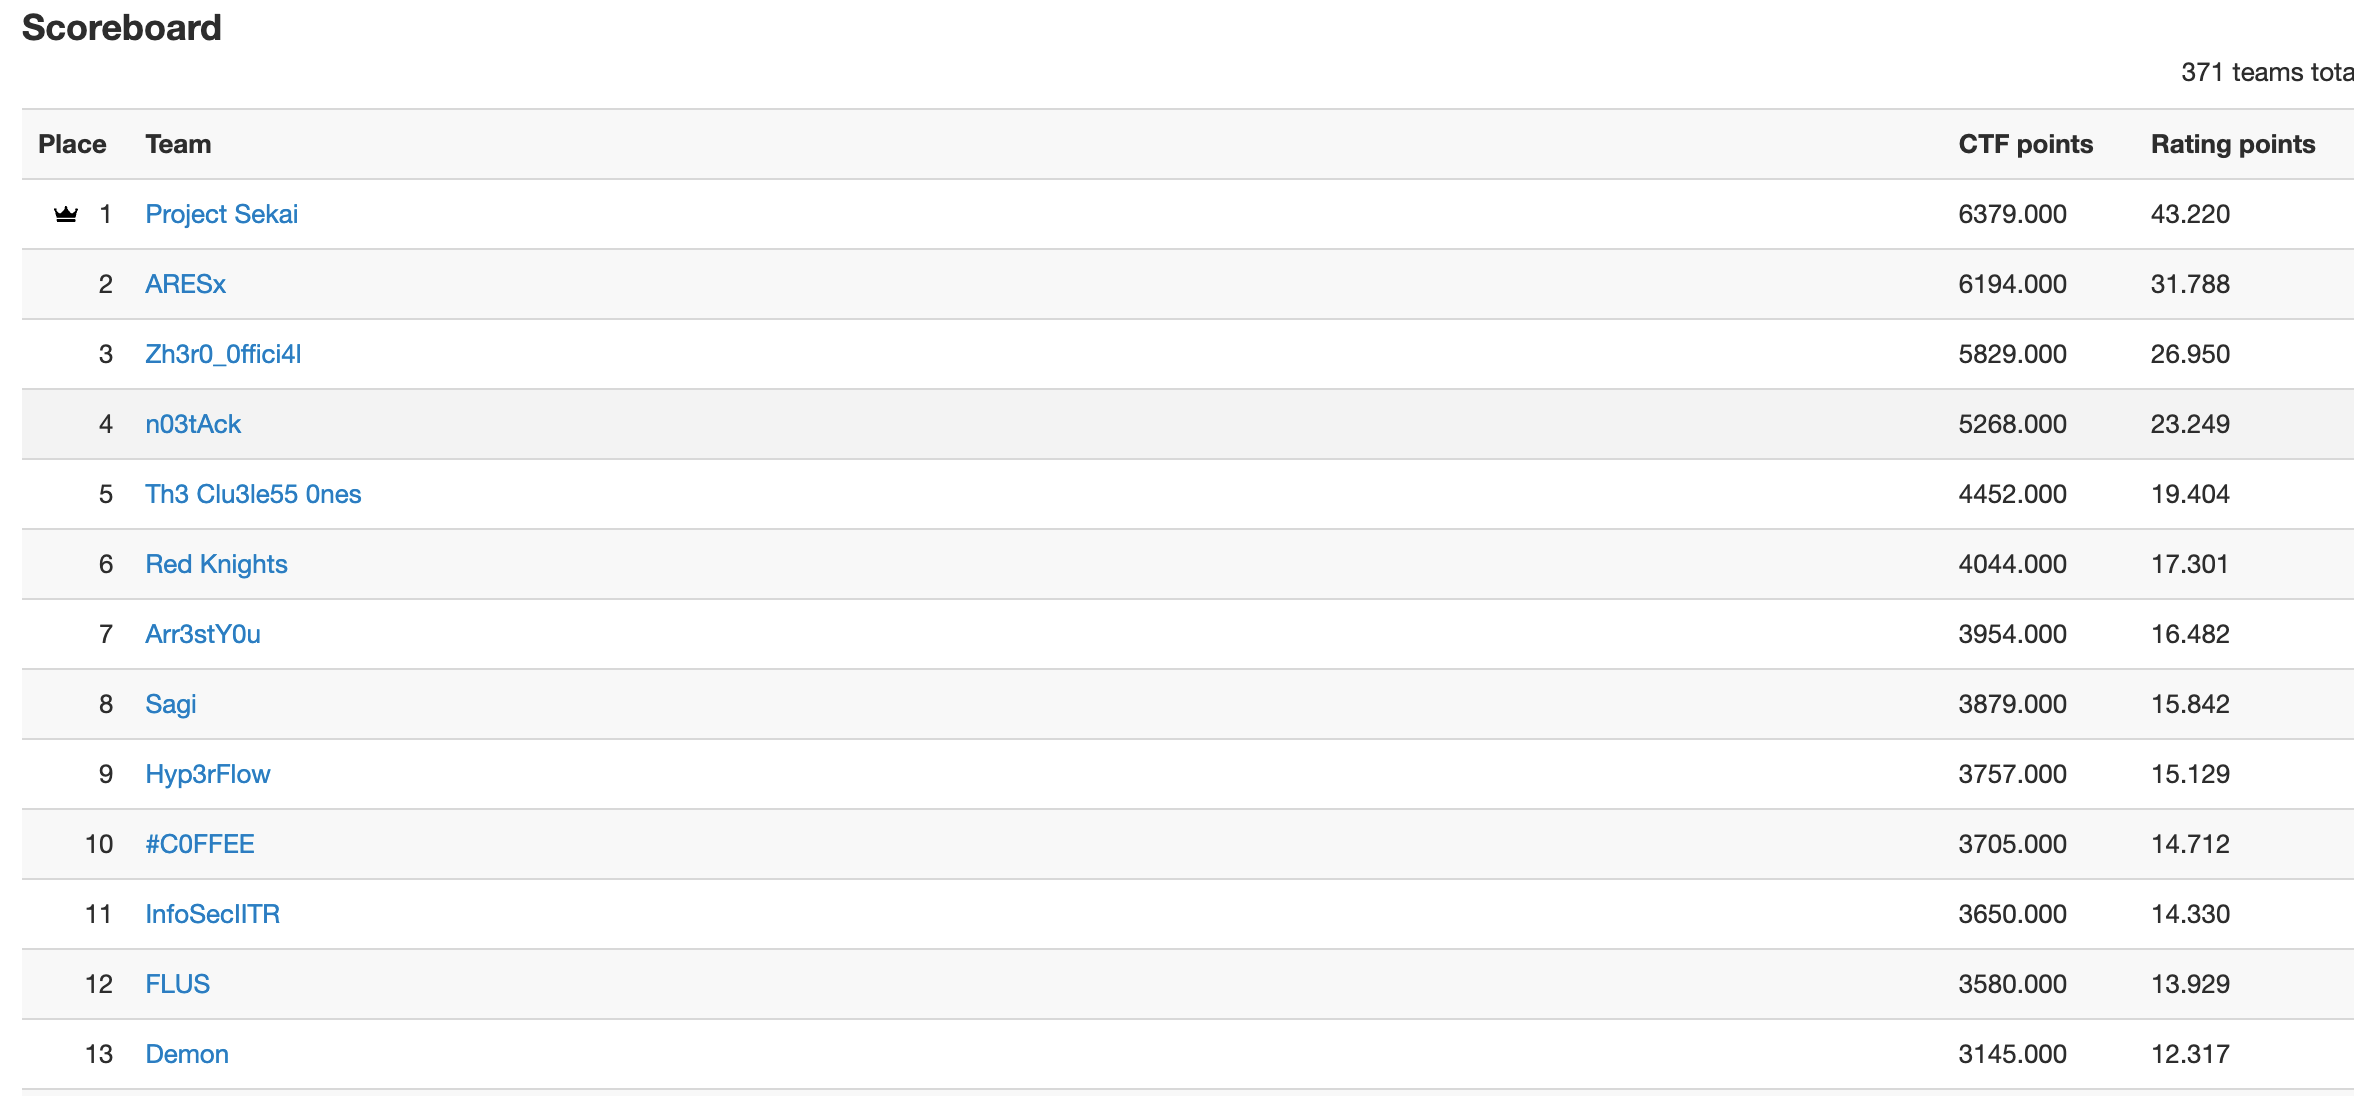 Scoreboard
371 teams tota
Place Team CTF points Rating points
1 Project Sekai 6379.000 43.220
2 ARESx 6194.000 31.788
3 Zh3r0_0ffici4l 5829.000 26.950
4 n03tAck 5268.000 23.249
5 Th3 Clu3le55 0nes 4452.000 19.404
6 Red Knights 4044.000 17.301
7 Arr3stY0u 3954.000 16.482
8 Sagi 3879.000 15.842
9 Hyp3rFlow 3757.000 15.129
10 #C0FFEE 3705.000 14.712
11 InfoSecIITR 3650.000 14.330
12 FLUS 3580.000 13.929
13 Demon 3145.000 12.317